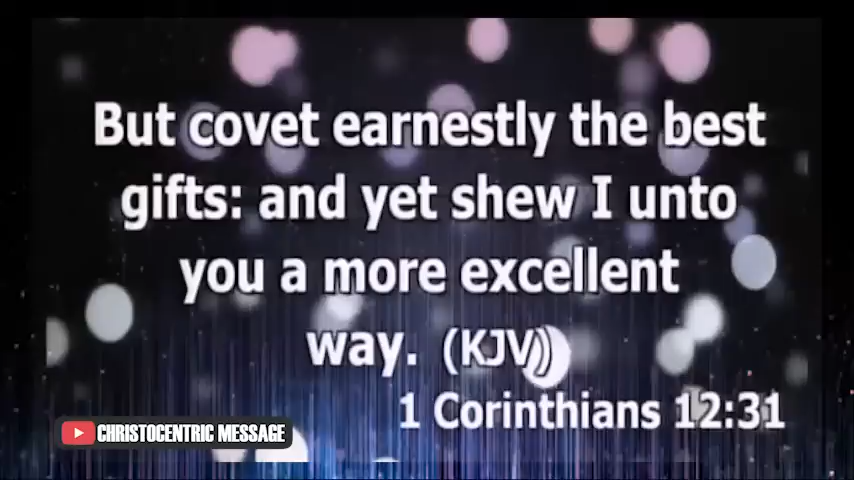 But covet earnestly the best
gifts: and yet shew I unto
you a more excellent
way. (KJV)
1 Corinthians 12:31
CHRISTOCENTRIC MESSAGE